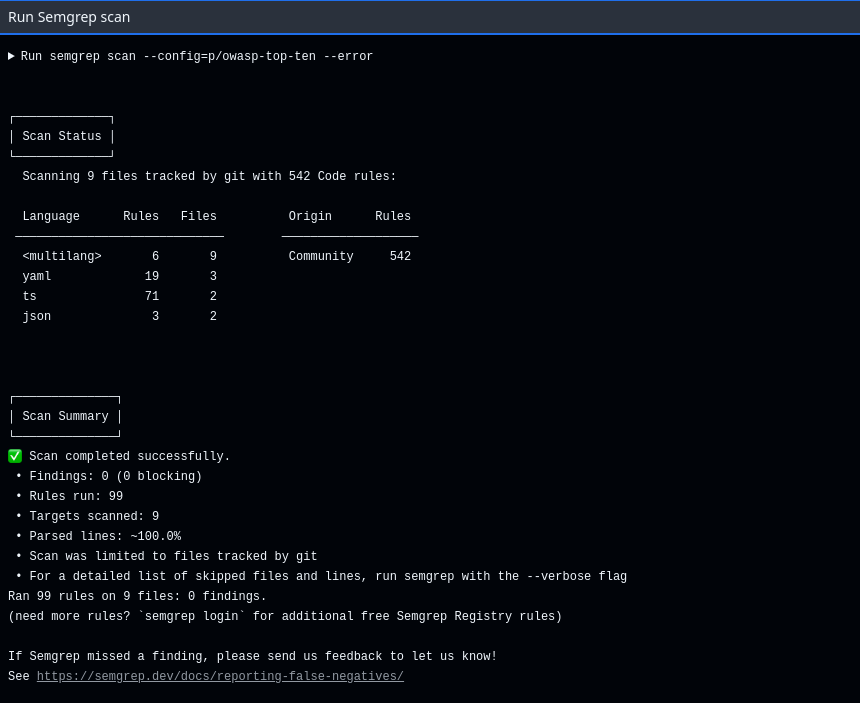 Run Semgrep scan
Run semgrep scan --config=p/owasp-top-ten --error
Scan Status
Scanning 9 files tracked by git with 542 Code rules:
Language Rules Files Origin Rules
<multilang> 6 9 Community 542
yaml 19 3
ts 71 2
json 3 2
Scan Summary
✅ Scan completed successfully.
• Findings: 0 (0 blocking)
• Rules run: 99
• Targets scanned: 9
• Parsed lines: ~100.0%
• Scan was limited to files tracked by git
• For a detailed list of skipped files and lines, run semgrep with the --verbose flag
Ran 99 rules on 9 files: 0 findings.
(need more rules? `semgrep login` for additional free Semgrep Registry rules)
If Semgrep missed a finding, please send us feedback to let us know!
See https://semgrep.dev/docs/reporting-false-negatives/